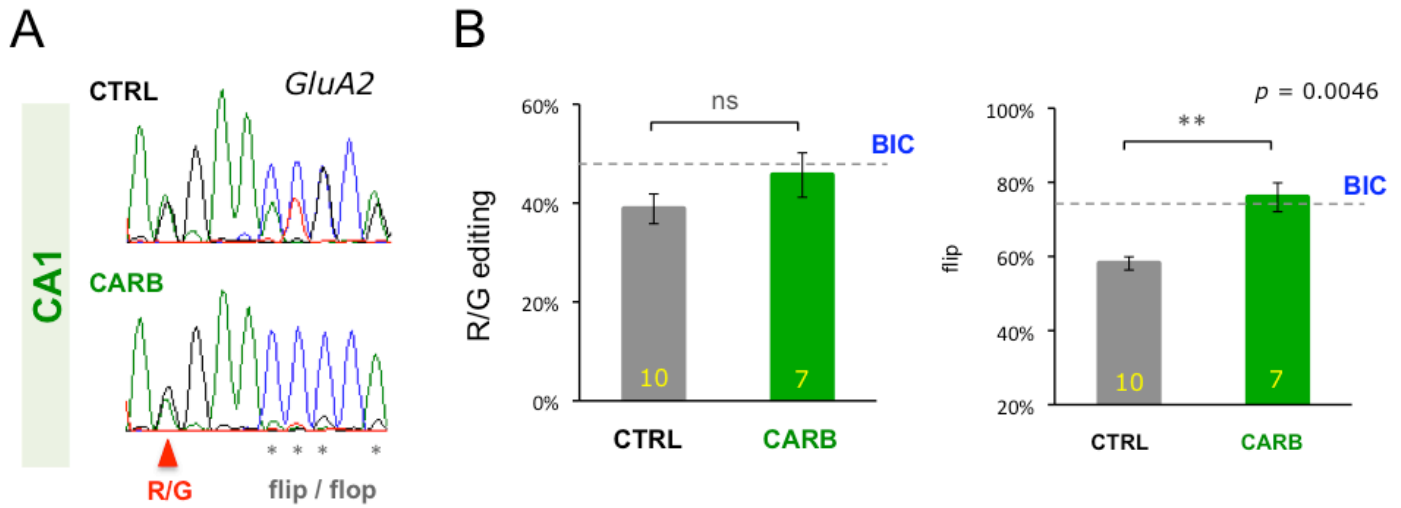 A
CTRL
GluA2
CA1
CARB
* * * *
R/G
flip / flop
B
R/G editing
60%
40%
20%
0%
ns
BIC
10
7
CTRL
CARB
flip
100%
80%
60%
40%
20%
p = 0.0046
**
BIC
10
7
CTRL
CARB